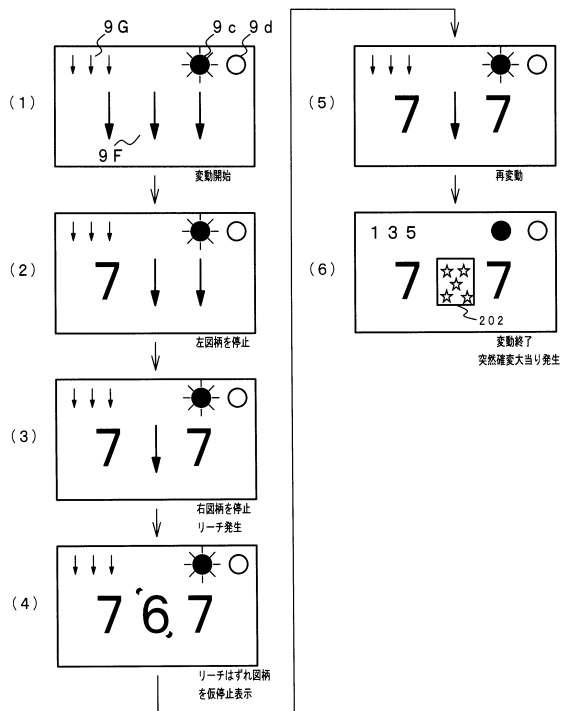 ９Ｇ
９ｃ ９ｄ
（１）
９Ｆ
変動開始
（２）
７
左図柄を停止
（３）
７ ７
右図柄を停止
リーチ発生
（４）
７ ６ ７
リーチはずれ図柄
を仮停止表示
（５）
７ ７
再変動
（６）
１３５
７ ７
２０２
変動終了
突然確変大当り発生